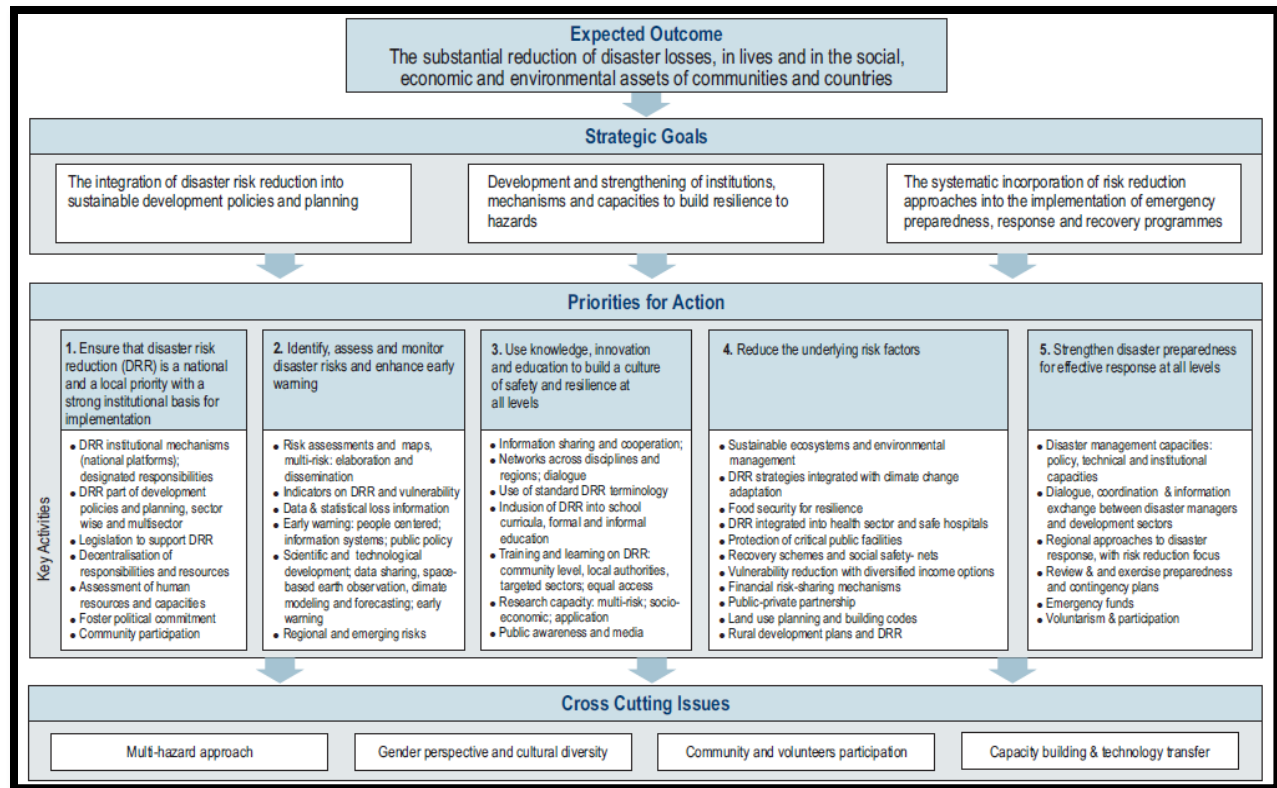 Expected Outcome
The substantial reduction of disaster losses, in lives and in the social,
economic and environmental assets of communities and countries
Strategic Goals
The integration of disaster risk reduction into
sustainable development policies and planning
Development and strengthening of institutions,
mechanisms and capacities to build resilience to
hazards
The systematic incorporation of risk reduction
approaches into the implementation of emergency
preparedness, response and recovery programmes
Priorities for Action
Key Activities
1. Ensure that disaster risk
reduction (DRR) is a national
and a local priority with a
strong institutional basis for
implementation
• DRR institutional mechanisms
(national platforms);
designated responsibilities
• DRR part of development
policies and planning, sector
wise and multisector
• Legislation to support DRR
• Decentralisation of
responsibilities and resources
• Assessment of human
resources and capacities
• Foster political commitment
• Community participation
2. Identify, assess and monitor
disaster risks and enhance early
warning
• Risk assessments and maps,
multi-risk: elaboration and
dissemination
• Indicators on DRR and vulnerability
• Data & statistical loss information
• Early warning: people centered;
information systems; public policy
• Scientific and technological
development; data sharing, space-
based earth observation, climate
modeling and forecasting; early
warning
• Regional and emerging risks
3. Use knowledge, innovation
and education to build a culture
of safety and resilience at
all levels
• Information sharing and cooperation;
• Networks across disciplines and
regions; dialogue
• Use of standard DRR terminology
• Inclusion of DRR into school
curricula, formal and informal
education
• Training and learning on DRR:
community level, local authorities,
targeted sectors; equal access
• Research capacity: multi-risk; socio-
economic; application
• Public awareness and media
4. Reduce the underlying risk factors
• Sustainable ecosystems and environmental
management
• DRR strategies integrated with climate change
adaptation
• Food security for resilience
• DRR integrated into health sector and safe hospitals
• Protection of critical public facilities
• Recovery schemes and social safety- nets
• Vulnerability reduction with diversified income options
• Financial risk-sharing mechanisms
• Public-private partnership
• Land use planning and building codes
• Rural development plans and DRR
5. Strengthen disaster preparedness
for effective response at all levels
• Disaster management capacities:
policy, technical and institutional
capacities
• Dialogue, coordination & information
exchange between disaster managers
and development sectors
• Regional approaches to disaster
response, with risk reduction focus
• Review & and exercise preparedness
and contingency plans
• Emergency funds
• Voluntarism & participation
Cross Cutting Issues
Multi-hazard approach
Gender perspective and cultural diversity
Community and volunteers participation
Capacity building & technology transfer